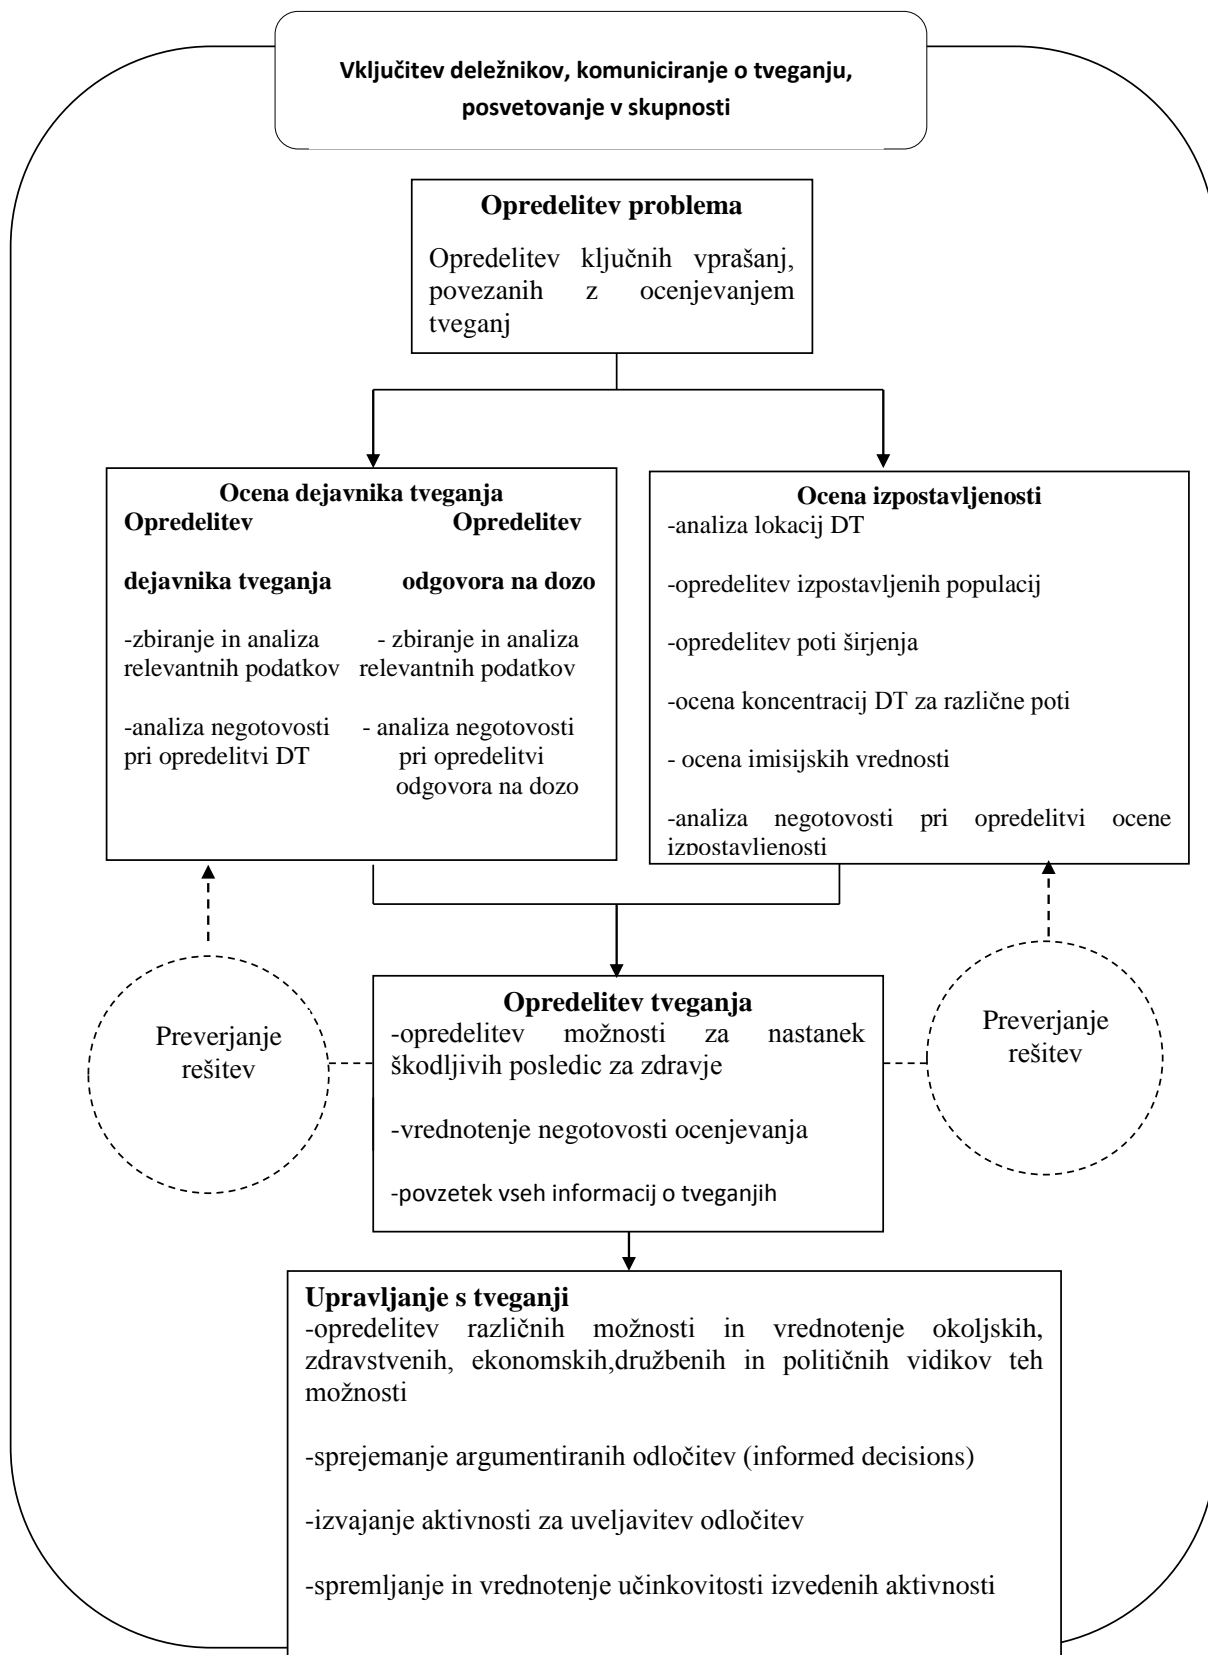 Vključitev deležnikov, komuniciranje o tveganju,
posvetovanje v skupnosti
Opredelitev problema
Opredelitev ključnih vprašanj,
povezanih z ocenjevanjem
tveganj
Ocena dejavnika tveganja
Opredelitev Opredelitev
dejavnika tveganja odgovora na dozo
-zbiranje in analiza - zbiranje in analiza
relevantnih podatkov relevantnih podatkov
-analiza negotovosti - analiza negotovosti
pri opredelitvi DT pri opredelitvi
odgovora na dozo
Ocena izpostavljenosti
-analiza lokacij DT
-opredelitev izpostavljenih populacij
-opredelitev poti širjenja
-ocena koncentracij DT za različne poti
- ocena imisijskih vrednosti
-analiza negotovosti pri opredelitvi ocene
izpostavljenosti
Preverjanje
rešitev
Opredelitev tveganja
-opredelitev možnosti za nastanek
škodljivih posledic za zdravje
-vrednotenje negotovosti ocenjevanja
-povzetek vseh informacij o tveganjih
Preverjanje
rešitev
Upravljanje s tveganji
-opredelitev različnih možnosti in vrednotenje okoljskih,
zdravstvenih, ekonomskih,družbenih in političnih vidikov teh
možnosti
-sprejemanje argumentiranih odločitev (informed decisions)
-izvajanje aktivnosti za uveljavitev odločitev
-spremljanje in vrednotenje učinkovitosti izvedenih aktivnosti